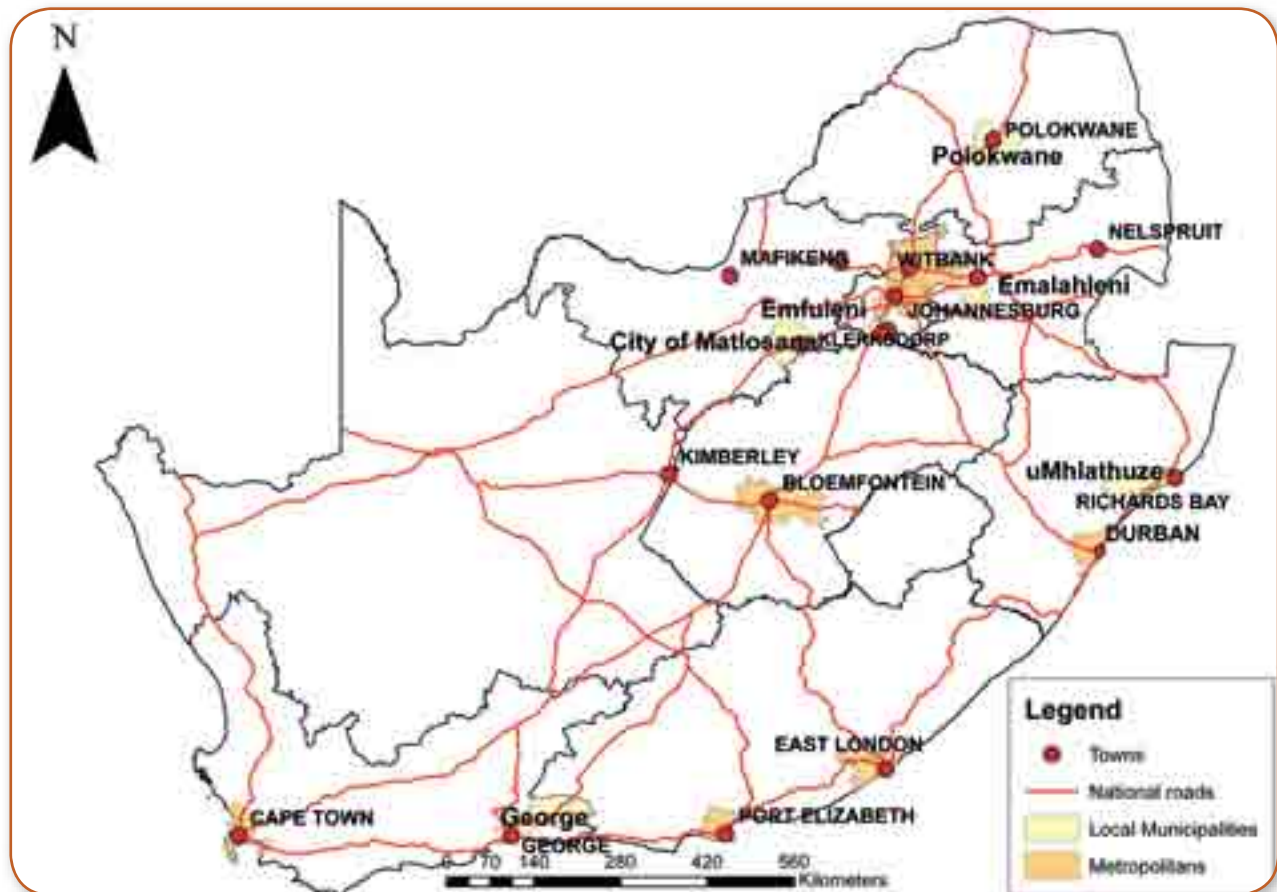 N
POLOKWANE
Polokwane
NELSPRUIT
MAFIKENG
WITBANK
Emalahleni
Emfuleni
JOHANNESBURG
City of Matlosana
KLERKSDORP
KIMBERLEY
BLOEMFONTEIN
uMhlathuze
RICHARDS BAY
DURBAN
EAST LONDON
CAPE TOWN
George
GEORGE
PORT ELIZABETH
0 70 140 280 420 560
Kilometers
Legend
Towns
National roads
Local Municipalities
Metropolitans